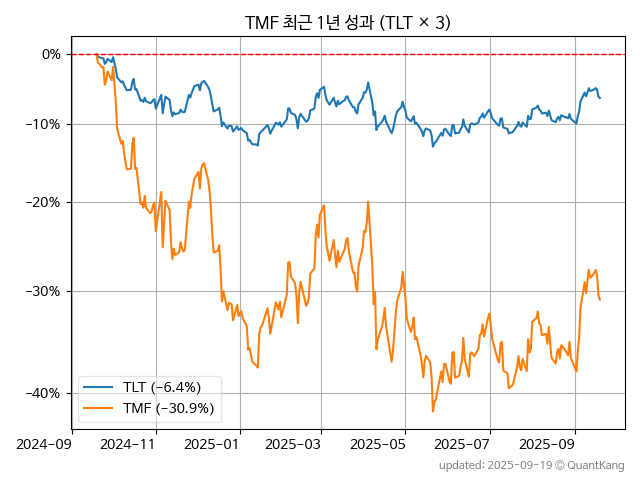 TMF 최근 1년 성과 (TLT × 3)
0%
−10%
−20%
−30%
−40%
TLT (−6.4%)
TMF (−30.9%)
2024−09 2024−11 2025−01 2025−03 2025−05 2025−07 2025−09
updated: 2025-09-19 © QuantKang